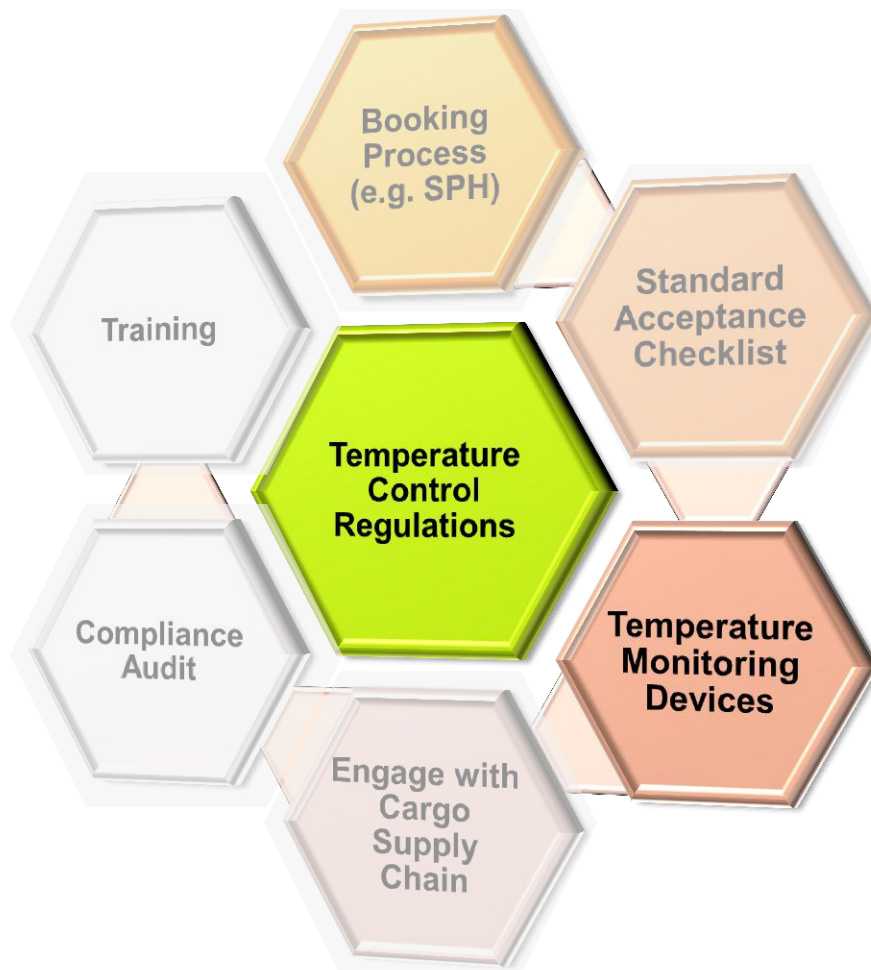 Booking
Process
(e.g. SPH)
Standard
Acceptance
Checklist
Training
Temperature
Control
Regulations
Temperature
Monitoring
Devices
Compliance
Audit
Engage with
Cargo
Supply
Chain